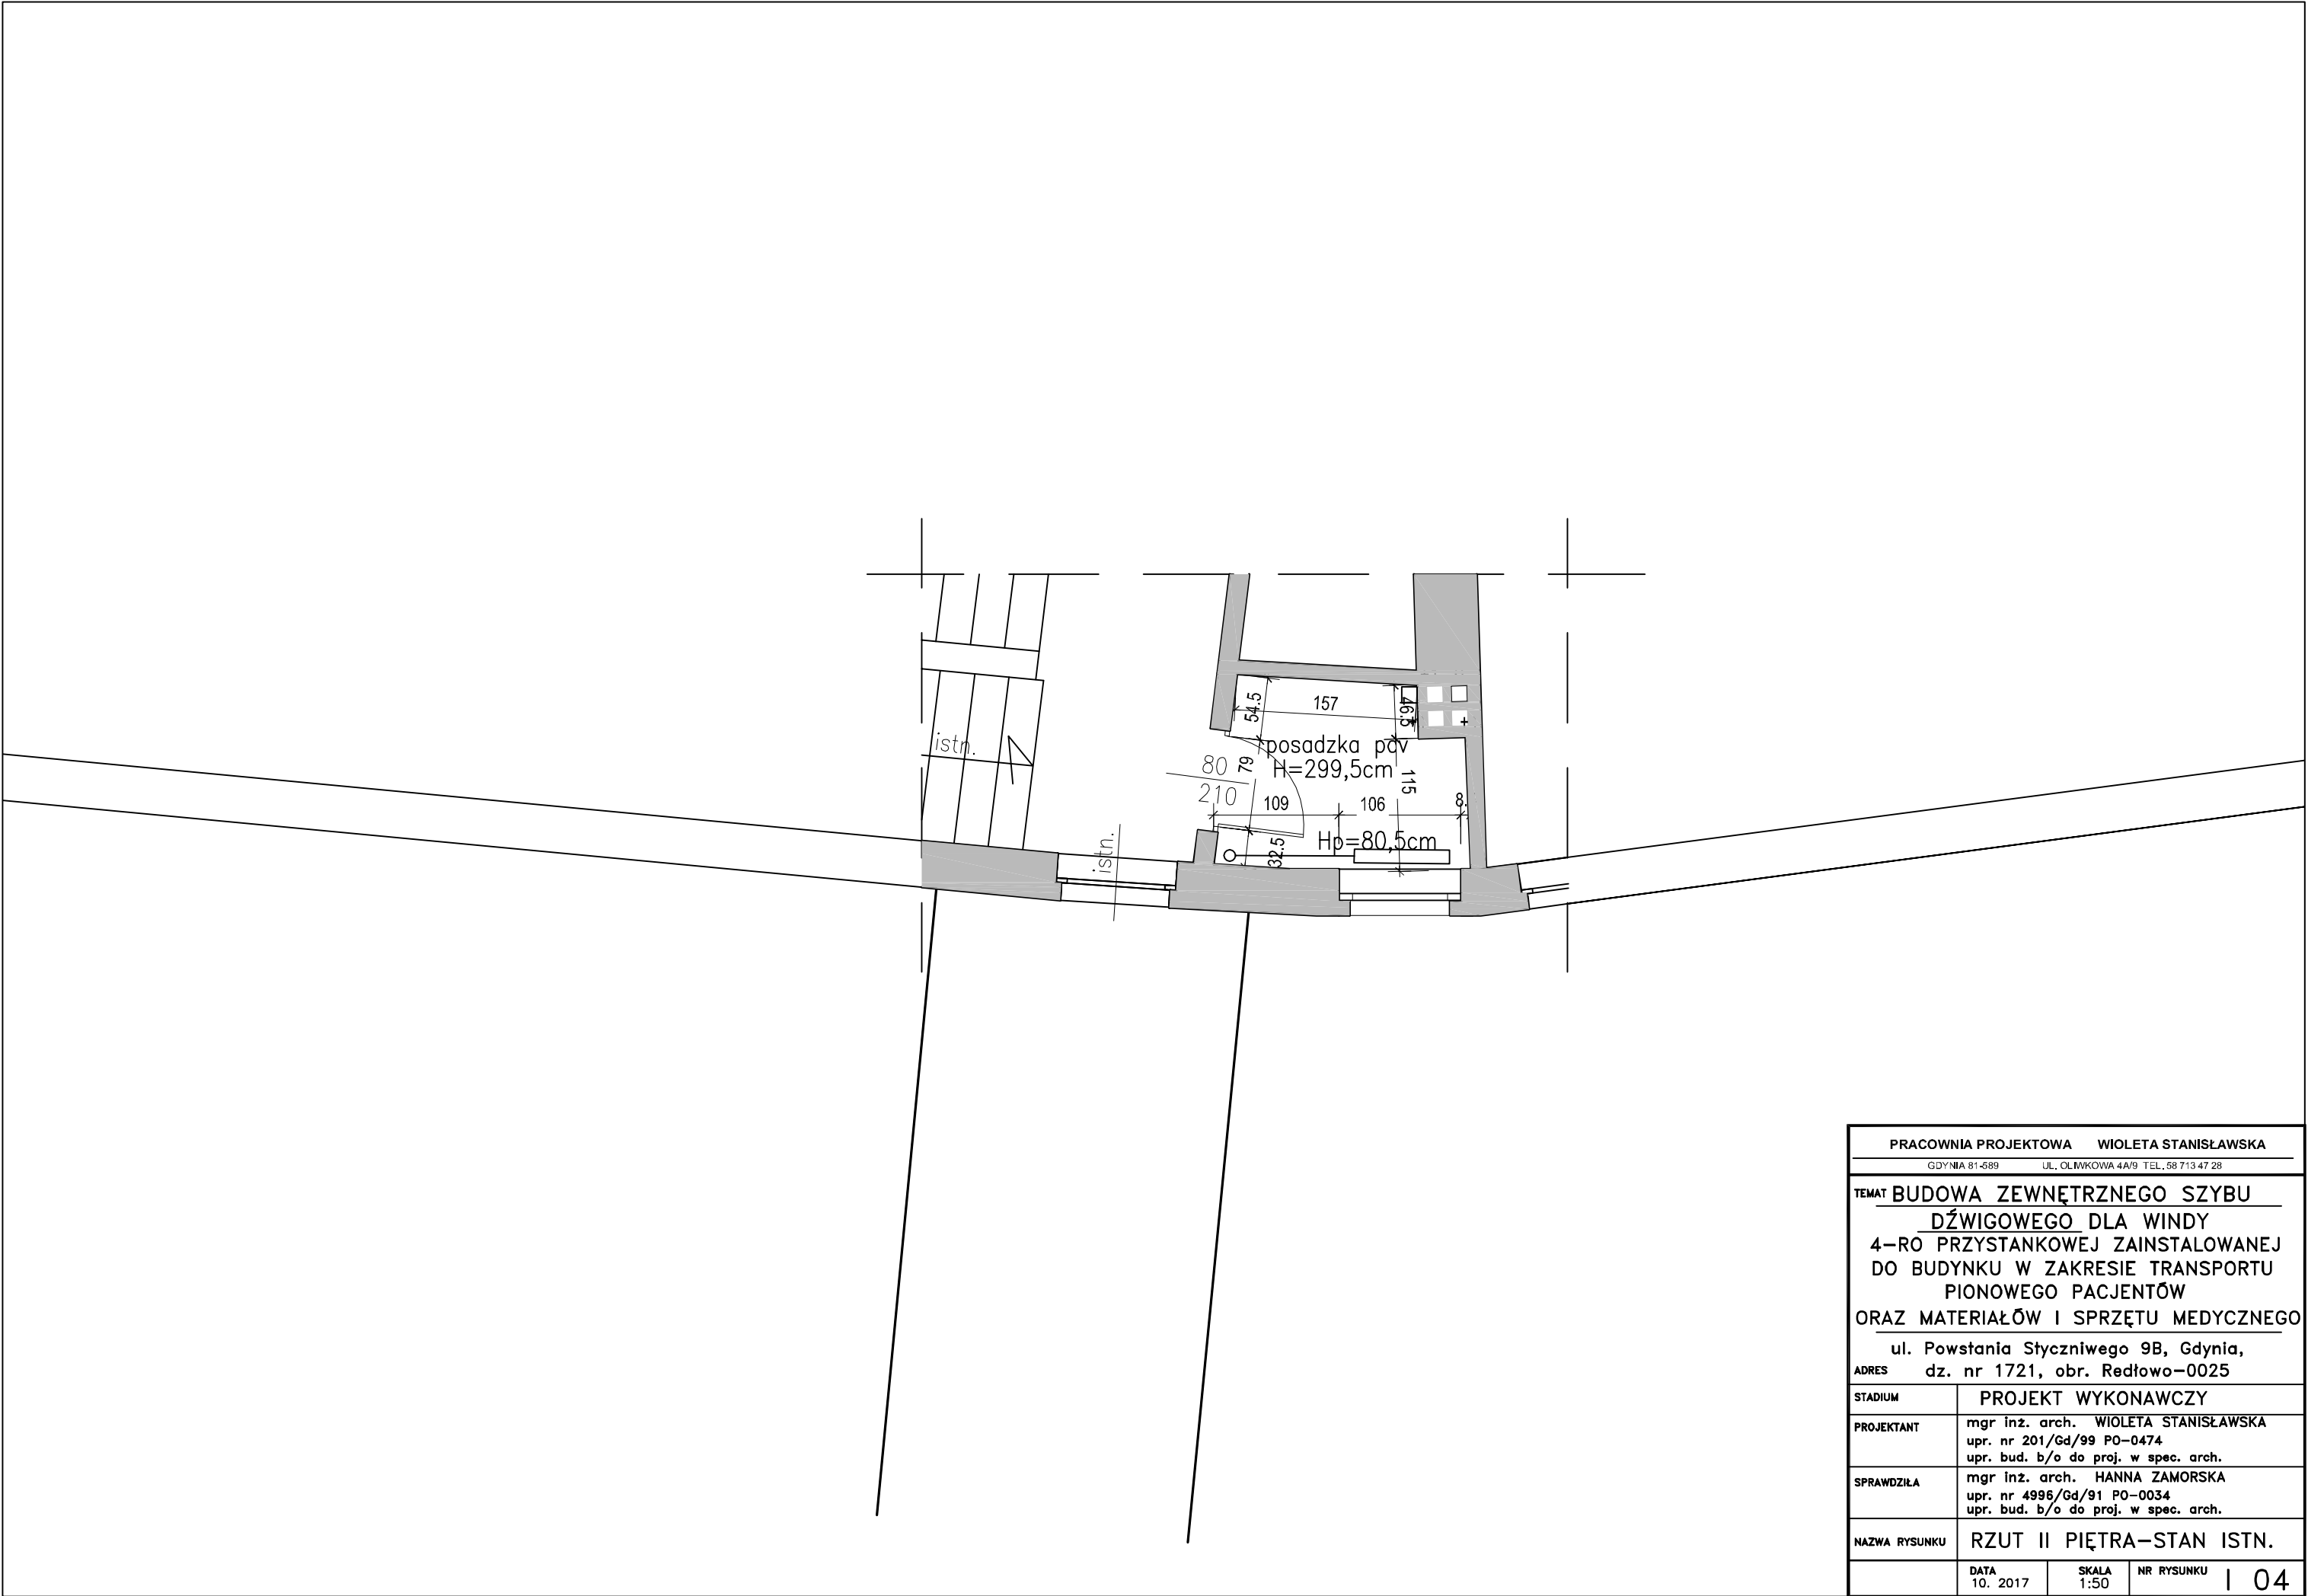 54.5
157
46.5
istn.
posadzka pcv
80
79
H=299,5cm
210
109
106
115
8.
Hp=80,5cm
istn.
32.5
PRACOWNIA PROJEKTOWA WIOLETA STANISŁAWSKA
GDYNIA 81-589 UL. OLIWKOWA 4A/9 TEL. 58 713 47 28
TEMAT BUDOWA ZEWNĘTRZNEGO SZYBU
DŹWIGOWEGO DLA WINDY
4-RO PRZYSTANKOWEJ ZAINSTALOWANEJ
DO BUDYNKU W ZAKRESIE TRANSPORTU
PIONOWEGO PACJENTÓW
ORAZ MATERIAŁÓW I SPRZĘTU MEDYCZNEGO
ul. Powstania Styczniwego 9B, Gdynia,
ADRES dz. nr 1721, obr. Redłowo-0025
STADIUM PROJEKT WYKONAWCZY
PROJEKTANT mgr inż. arch. WIOLETA STANISŁAWSKA
upr. nr 201/Gd/99 PO-0474
upr. bud. b/o do proj. w spec. arch.
SPRAWDZIŁA mgr inż. arch. HANNA ZAMORSKA
upr. nr 4996/Gd/91 PO-0034
upr. bud. b/o do proj. w spec. arch.
NAZWA RYSUNKU RZUT II PIĘTRA-STAN ISTN.
DATA SKALA NR RYSUNKU I 04
10. 2017 1:50